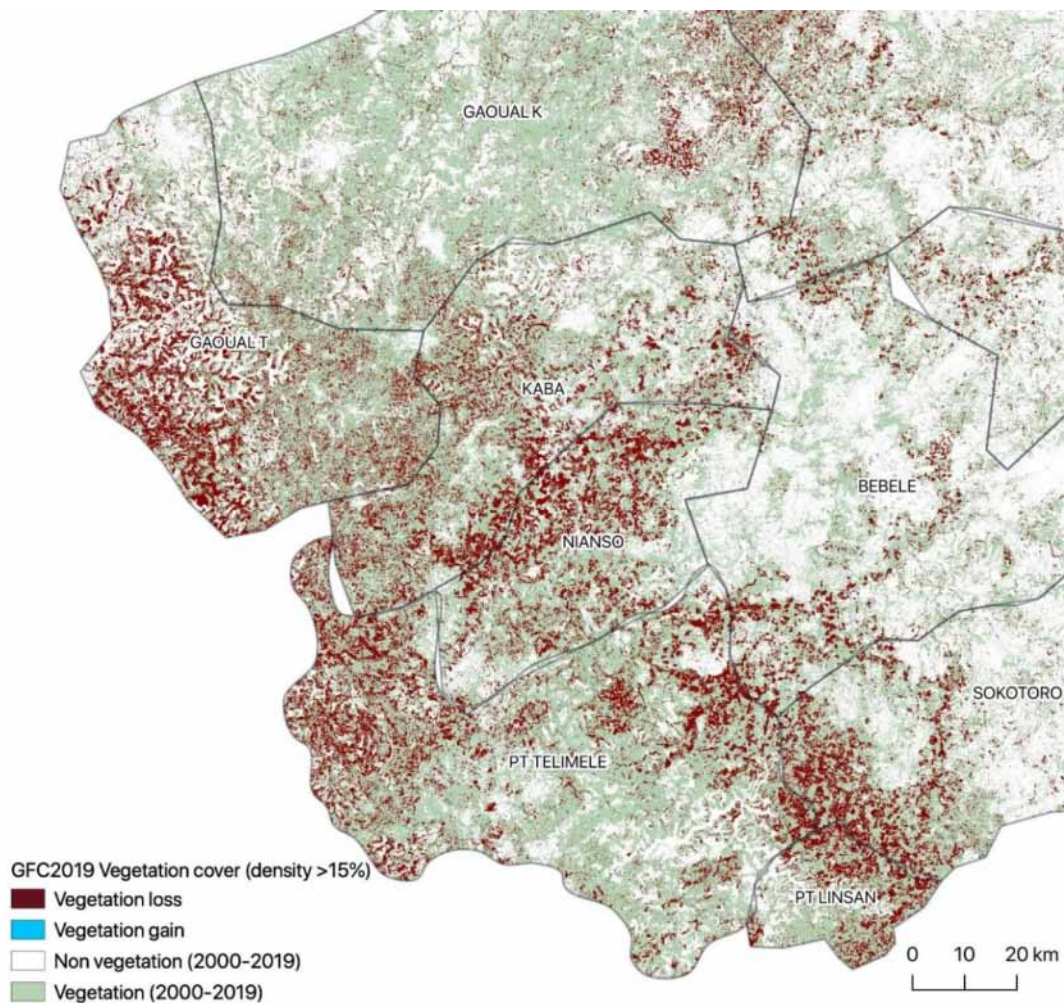 GAOUAL K
GAOUAL T
KABA
BEBELE
NIANSO
SOKOTORO
PT TELIMELE
PT LINSAN
GFC2019 Vegetation cover (density >15%)
Vegetation loss
Vegetation gain
Non vegetation (2000-2019)
Vegetation (2000-2019)
0 10 20 km